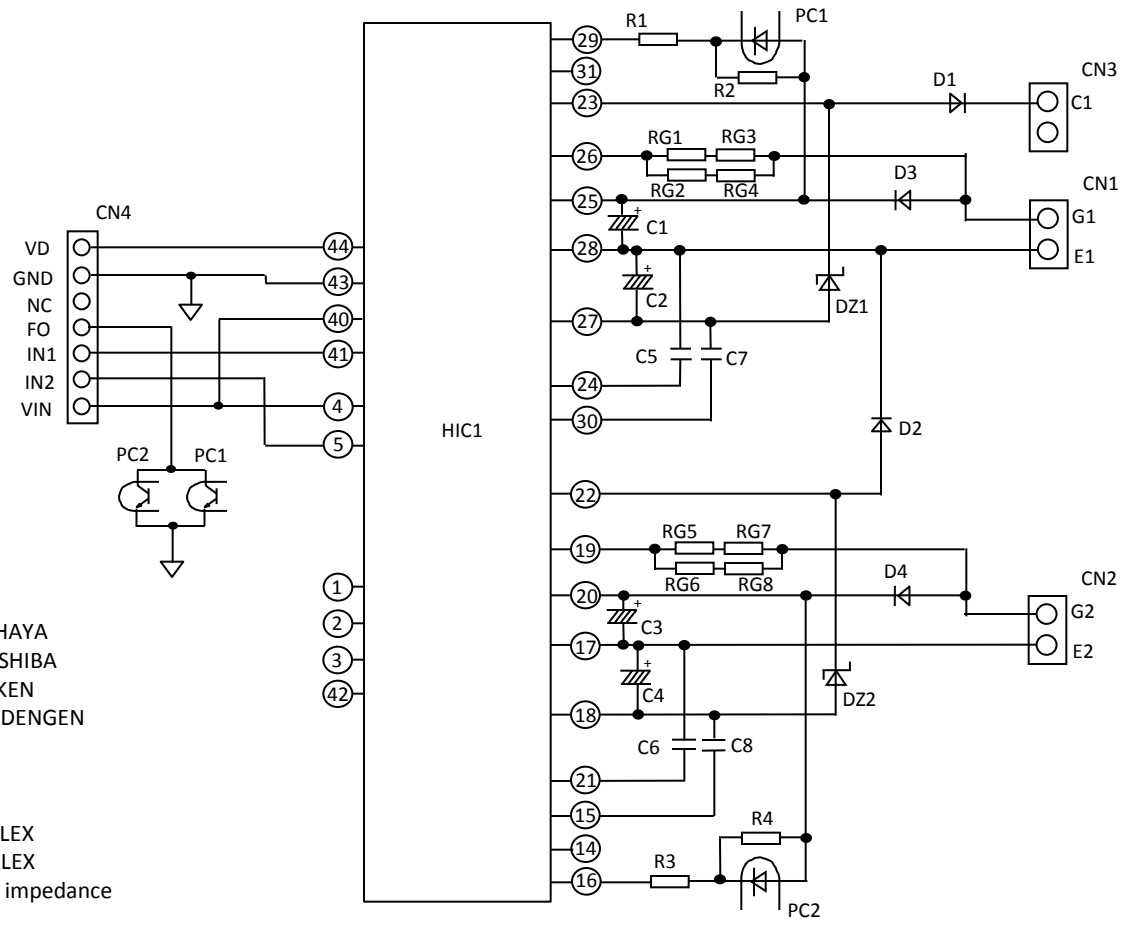 PC1
R1
29
CN3
31
R2
D1
23
C1
RG1 RG3
26
D3
CN1
RG2 RG4
25
G1
CN4
C1
+
VD
44
28
E1
GND
43
+
C2
DZ1
NC
40
27
FO
IN1
41
C5
C7
IN2
24
VIN
4
30
HIC1
D2
5
PC2 PC1
22
RG5 RG7
19
D4
CN2
RG6 RG8
1
20
+
G2
C3
2
HAYA
17
E2
SHIBA
3
+
KEN
C4
DZ2
42
DENGEN
18
C6
C8
21
15
R4
LEX
14
LEX
R3
16
impedance
PC2